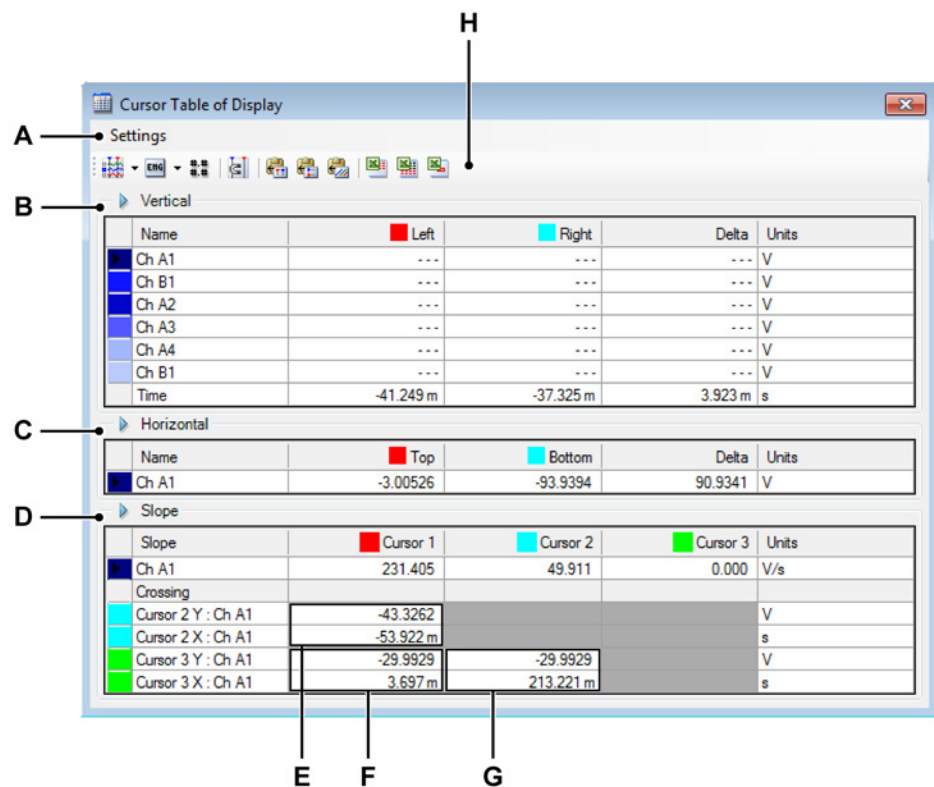 H
Cursor Table of Display
A
Settings
ENG
#.#
#.#
B
Vertical
Name Left Right Delta Units
Ch A1 --- --- --- V
Ch B1 --- --- --- V
Ch A2 --- --- --- V
Ch A3 --- --- --- V
Ch A4 --- --- --- V
Ch B1 --- --- --- V
Time -41.249 m -37.325 m 3.923 m s
C
Horizontal
Name Top Bottom Delta Units
Ch A1 -3.00526 -93.9394 90.9341 V
D
Slope
Slope Cursor 1 Cursor 2 Cursor 3 Units
Ch A1 231.405 49.911 0.000 V/s
Crossing
Cursor 2 Y : Ch A1 -43.3262 V
Cursor 2 X : Ch A1 -53.922 m s
Cursor 3 Y : Ch A1 -29.9929 -29.9929 V
Cursor 3 X : Ch A1 3.697 m 213.221 m s
E F G